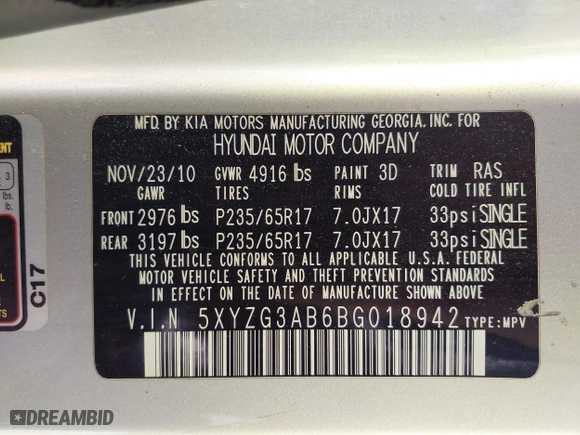 MFD. BY KIA MOTORS MANUFACTURING GEORGIA, INC. FOR
HYUNDAI MOTOR COMPANY
NOV/23/10 GVWR 4916 lbs PAINT 3D TRIM RAS
GAWR TIRES RIMS COLD TIRE INFL
FRONT 2976 lbs P235/65R17 7.0JX17 33psi SINGLE
REAR 3197 lbs P235/65R17 7.0JX17 33psi SINGLE
THIS VEHICLE CONFORMS TO ALL APPLICABLE U.S.A. FEDERAL
MOTOR VEHICLE SAFETY AND THEFT PREVENTION STANDARDS
IN EFFECT ON THE DATE OF MANUFACTURE SHOWN ABOVE.
V.I.N 5XYZG3AB6BG018942 TYPE:MPV
3
lbs.
lb.
C17
DREAMBID